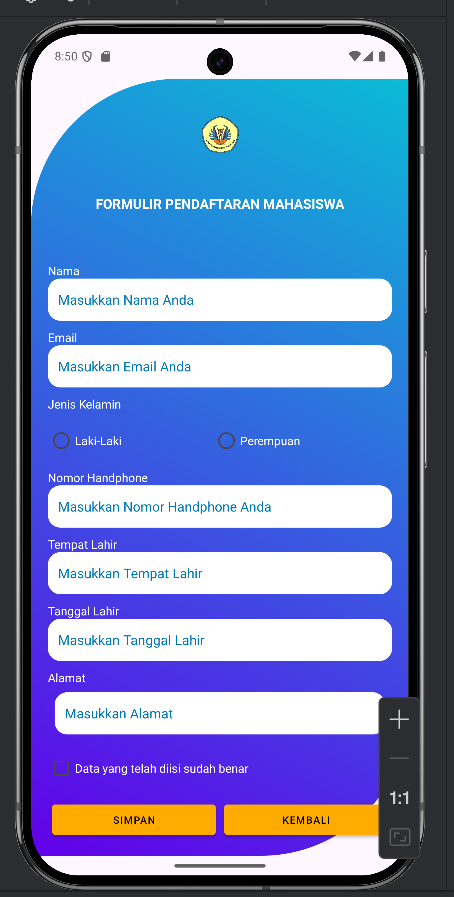 8:50
FORMULIR PENDAFTARAN MAHASISWA
Nama
Masukkan Nama Anda
Email
Masukkan Email Anda
Jenis Kelamin
Laki-Laki Perempuan
Nomor Handphone
Masukkan Nomor Handphone Anda
Tempat Lahir
Masukkan Tempat Lahir
Tanggal Lahir
Masukkan Tanggal Lahir
Alamat
Masukkan Alamat
Data yang telah diisi sudah benar
1:1
SIMPAN KEMBALI